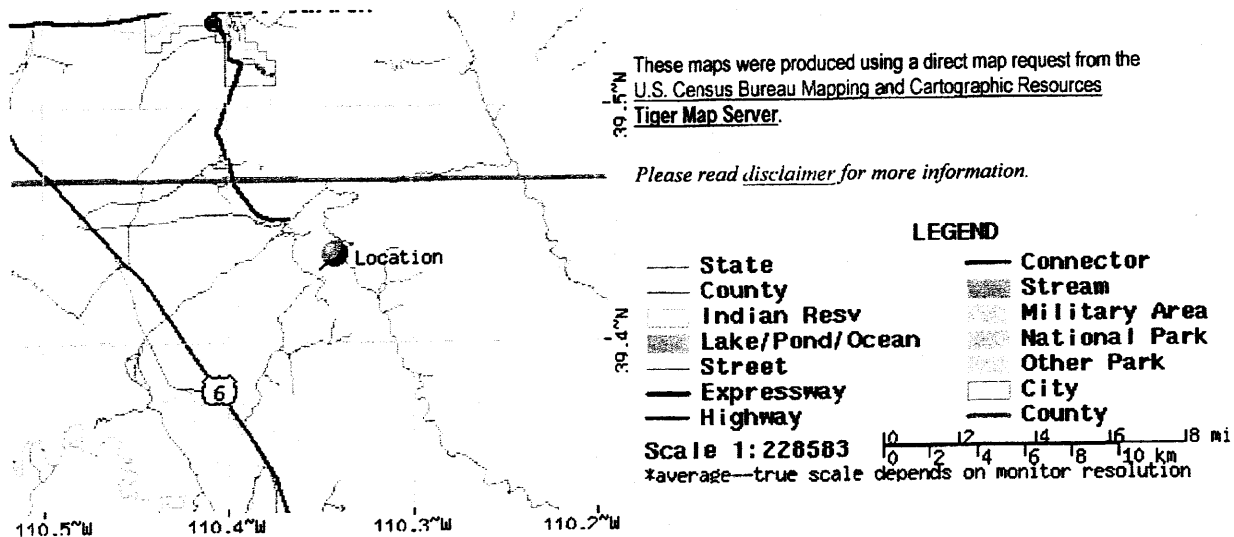 These maps were produced using a direct map request from the
U.S. Census Bureau Mapping and Cartographic Resources
Tiger Map Server.
Please read disclaimer for more information.
Location
6
39.5~N
39.4~N
110.5~W
110.4~W
110.3~W
110.2~W
LEGEND
State
County
Indian Resv
Lake/Pond/Ocean
Street
Expressway
Highway
Connector
Stream
Military Area
National Park
Other Park
City
County
Scale 1:228583
0 2 4 6 8 mi
0 2 4 6 8 10 km
*average--true scale depends on monitor resolution